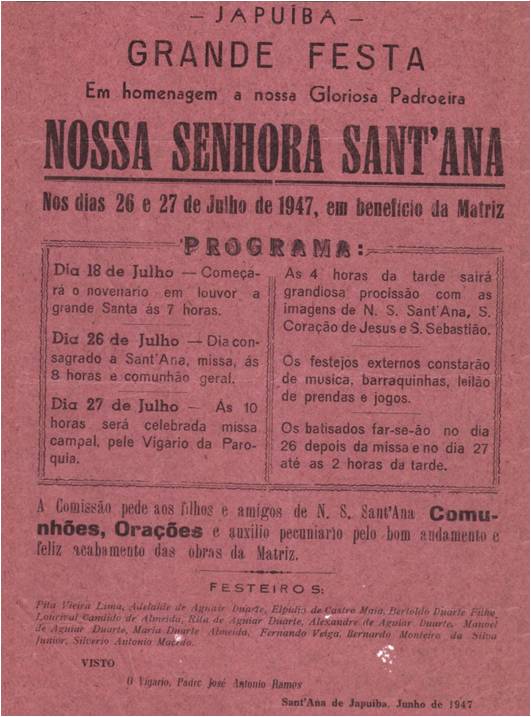 – JAPUÍBA –
GRANDE FESTA
Em homenagem a nossa Gloriosa Padroeira
NOSSA SENHORA SANT'ANA
Nos dias 26 e 27 de Julho de 1947, em beneficio da Matriz
PROGRAMA:
Dia 18 de Julho — Começa-
rá o novenario em louvor a
grande Santa ás 7 horas.
Dia 26 de Julho — Dia con-
sagrado a Sant'Ana, missa, ás
8 horas e comunhão geral.
Dia 27 de Julho — Ás 10
horas será celebrada missa
campal, pele Vigario da Paro-
quia.
As 4 horas da tarde sairá
grandiosa procissão com as
imagens de N. S. Sant'Ana, S.
Coração de Jesus e S. Sebastião.
Os festejos externos constarão
de musica, barraquinhas, leilão
de prendas e jogos.
Os batisados far-se-ão no dia
26 depois da missa e no dia 27
até as 2 horas da tarde.
A Comissão pede aos filhos e amigos de N. S. Sant'Ana Comu-
nhões, Orações e auxilio pecuniario pelo bom andamento e
feliz acabamento das obras da Matriz.
FESTEIROS:
Pita Vieira Lima, Adelaide de Aguiar Duarte, Elpidio de Castro Maia, Bertoldo Duarte Filho,
Lourival Camildo de Almeida, Rita de Aguiar Duarte, Alexandre de Aguiar Duarte, Manoel
de Aguiar Duarte, Maria Duarte Almeida, Fernando Veiga, Bernardo Monteiro da Silva
Junior, Silverio Antonio Macedo.
VISTO
O Vigario, Padre José Antonio Ramos
Sant'Ana de Japuiba, Junho de 1947